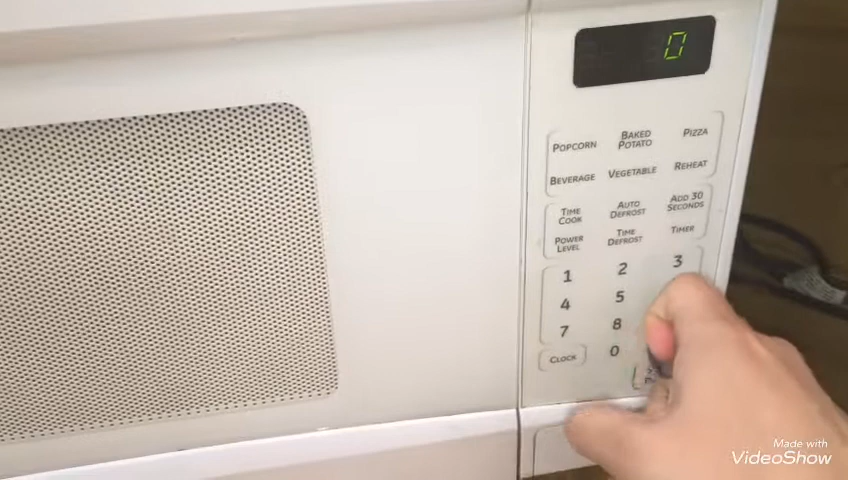 0
POPCORN
BAKED
POTATO
PIZZA
BEVERAGE
VEGETABLE
REHEAT
TIME
COOK
AUTO
DEFROST
ADD 30
SECONDS
POWER
LEVEL
TIME
DEFROST
TIMER
1 2 3
4 5
7 8
CLOCK 0
Made with
VideoShow